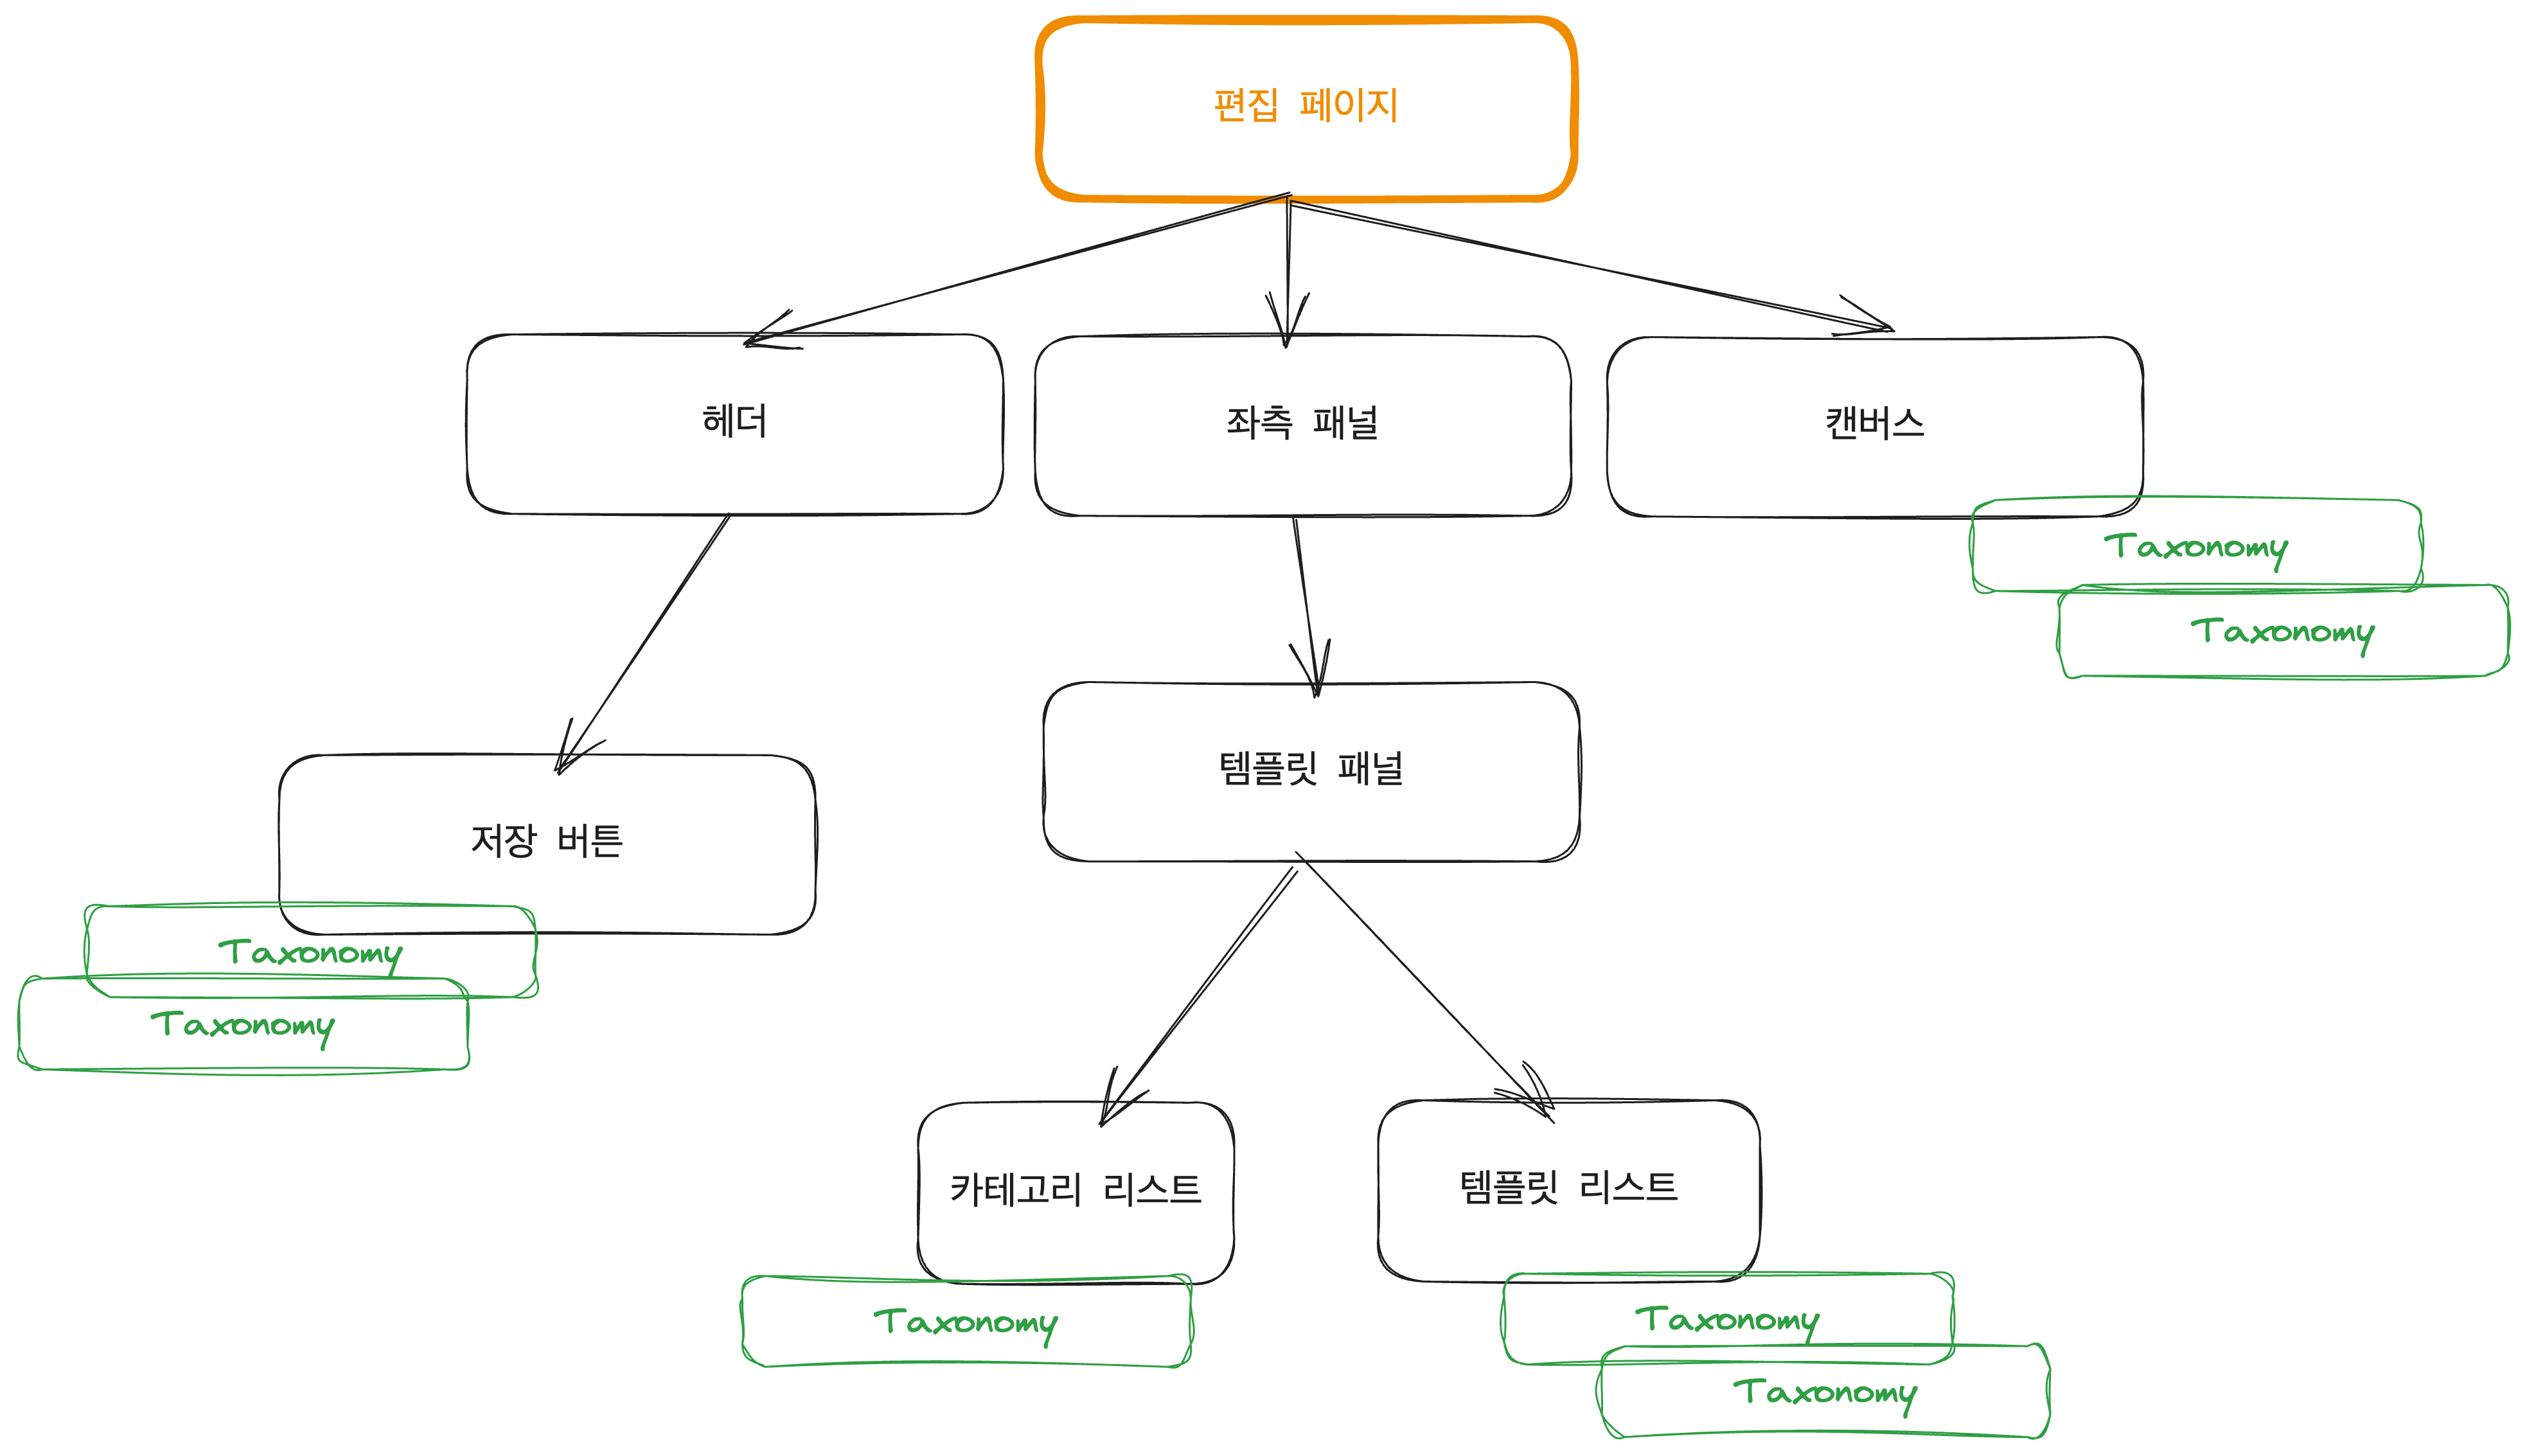 편집 페이지
헤더
좌측 패널
캔버스
Taxonomy
Taxonomy
템플릿 패널
저장 버튼
Taxonomy
Taxonomy
카테고리 리스트
템플릿 리스트
Taxonomy
Taxonomy
Taxonomy